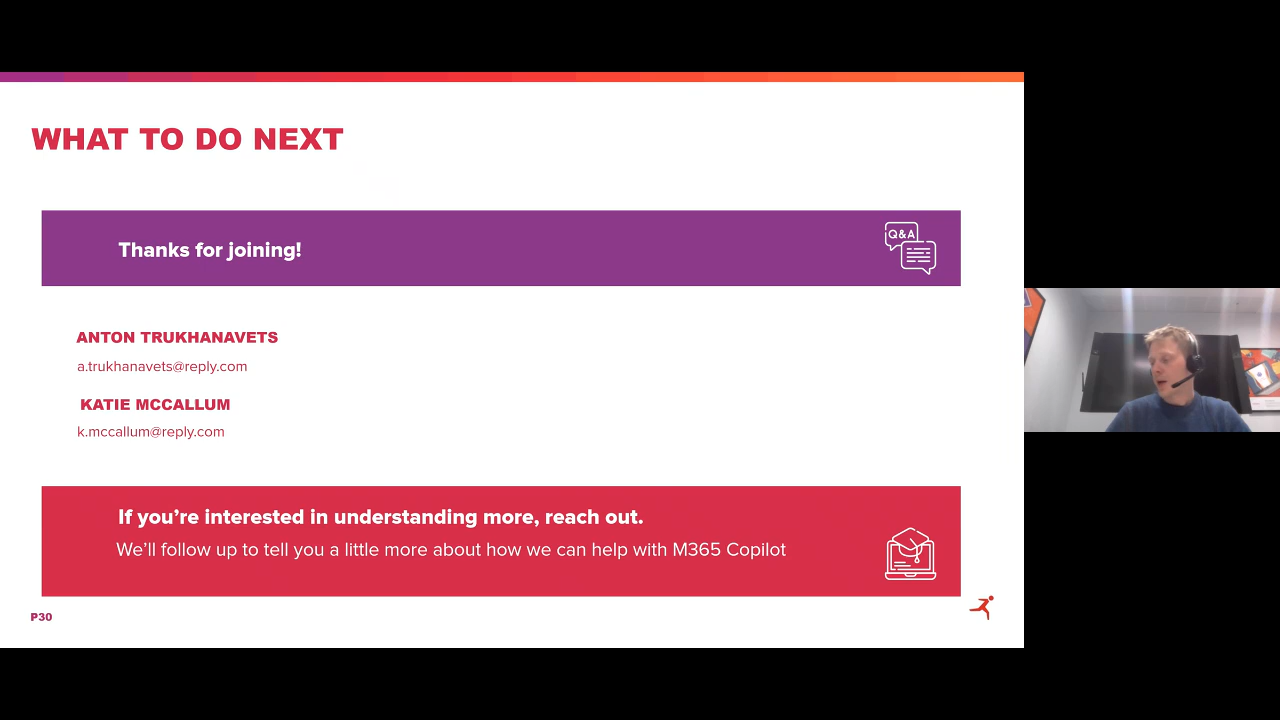 WHAT TO DO NEXT
Thanks for joining!
Q&A
ANTON TRUKHANAVETS
a.trukhanavets@reply.com
KATIE MCCALLUM
k.mccallum@reply.com
If you’re interested in understanding more, reach out.
We’ll follow up to tell you a little more about how we can help with M365 Copilot
P30